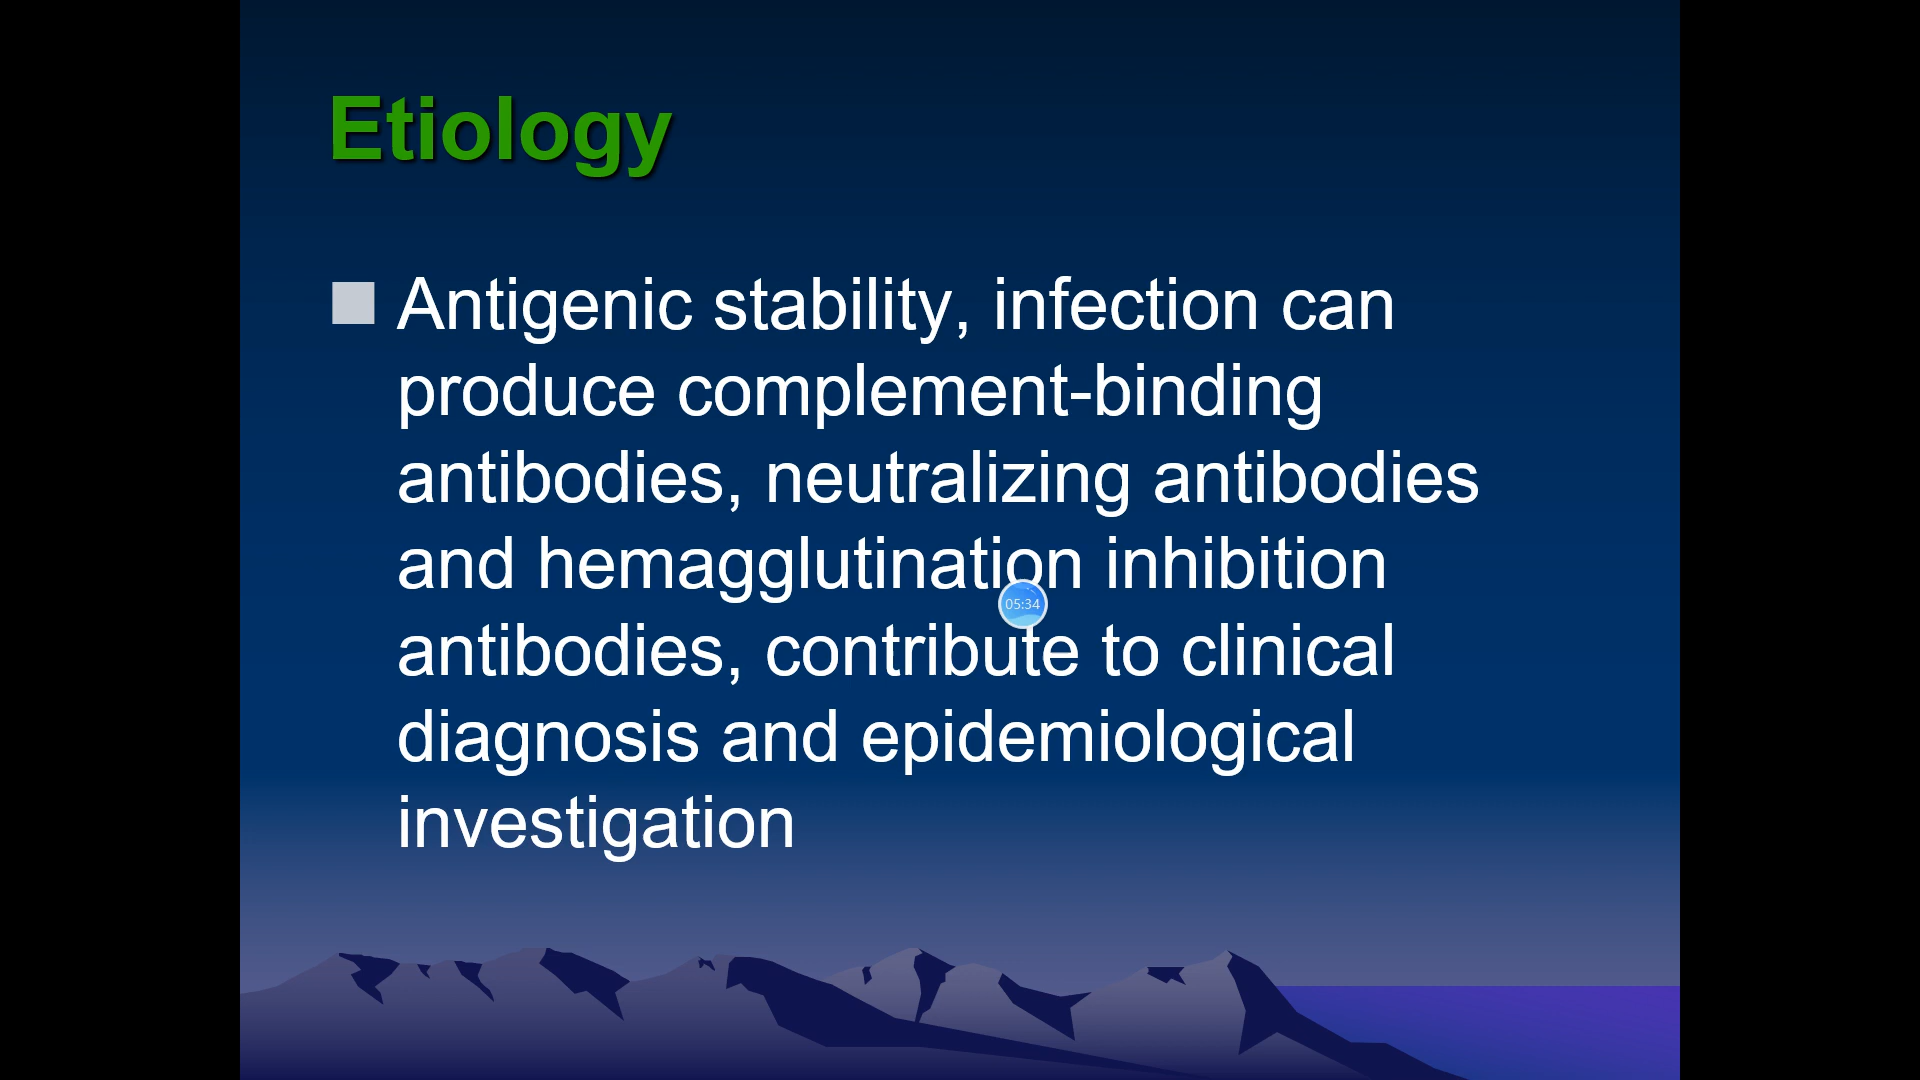 Etiology
Antigenic stability, infection can
produce complement-binding
antibodies, neutralizing antibodies
and hemagglutination inhibition
05:34
antibodies, contribute to clinical
diagnosis and epidemiological
investigation